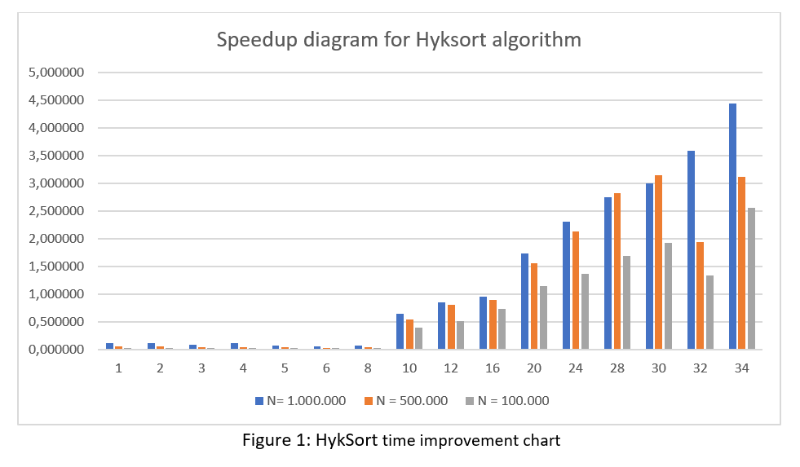 Speedup diagram for Hyksort algorithm
5,000000
4,500000
4,000000
3,500000
3,000000
2,500000
2,000000
1,500000
1,000000
0,500000
0,000000
1 2 3 4 5 6 8 10 12 16 20 24 28 30 32 34
N= 1.000.000 N = 500.000 N = 100.000
Figure 1: HykSort time improvement chart